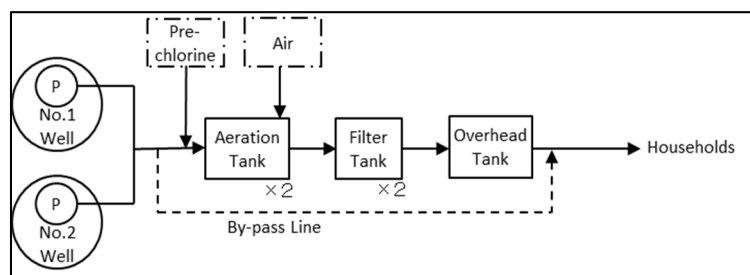 Pre-
chlorine
Air
P
No.1
Well
Aeration
Tank
×2
Filter
Tank
×2
Overhead
Tank
Households
P
No.2
Well
By-pass Line